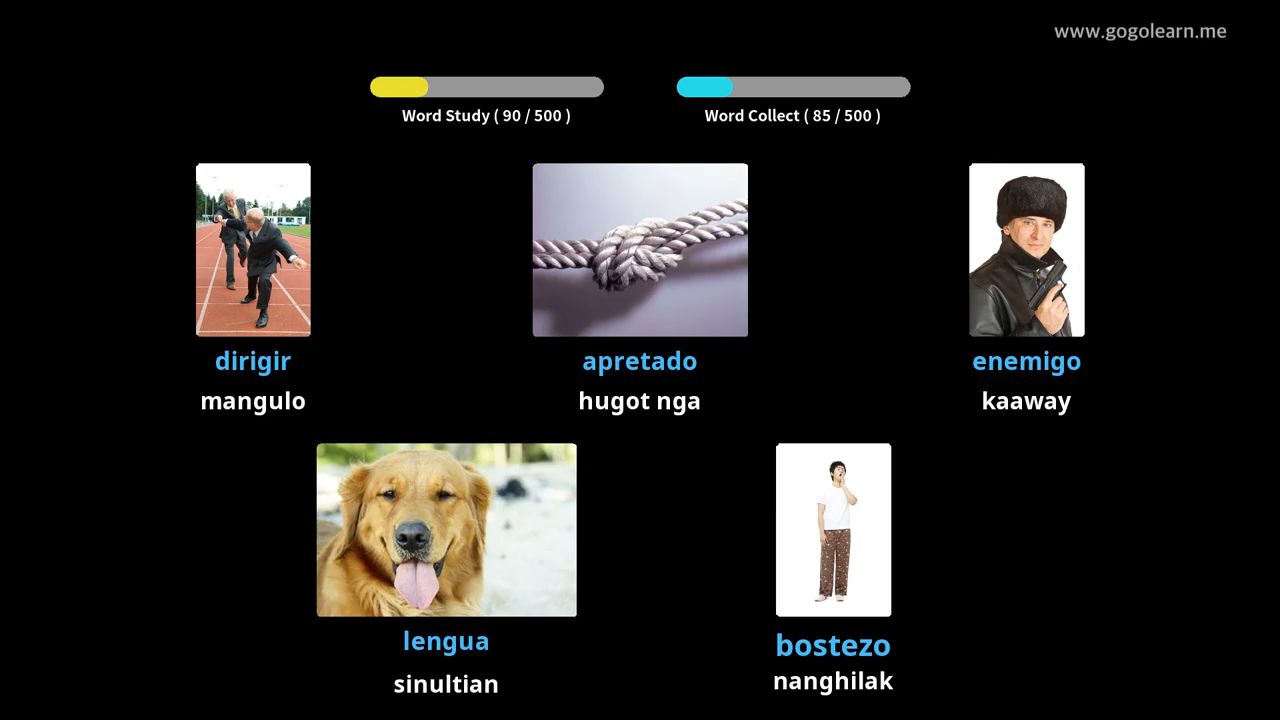 www.gogolearn.me
Word Study ( 90 / 500 )
Word Collect ( 85 / 500 )
dirigir
mangulo
apretado
hugot nga
enemigo
kaaway
lengua
sinultian
bostezo
nanghilak